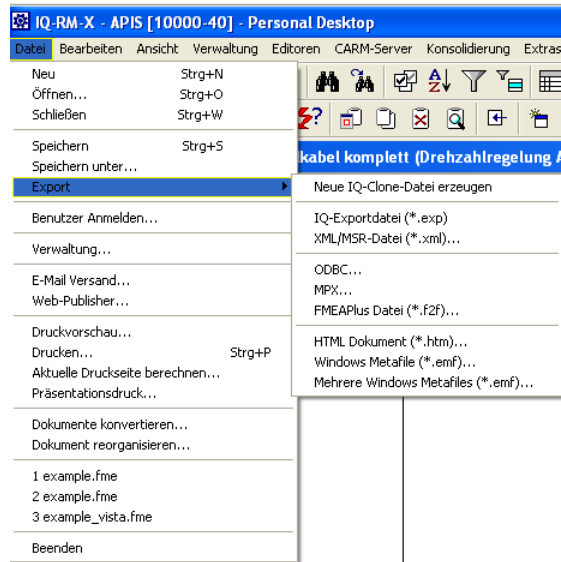 IQ-RM-X - APIS [10000-40] - Personal Desktop
Datei Bearbeiten Ansicht Verwaltung Editoren CARM-Server Konsolidierung Extras
Neu Strg+N
Öffnen... Strg+O
Schließen Strg+W
Speichern Strg+S
Speichern unter...
Export
Benutzer Anmelden...
Verwaltung...
E-Mail Versand...
Web-Publisher...
Druckvorschau...
Drucken... Strg+P
Aktuelle Druckseite berechnen...
Präsentationsdruck...
Dokumente konvertieren...
Dokument reorganisieren...
1 example.fme
2 example.fme
3 example_vista.fme
Beenden
lkabel komplett (Drehzahlregelung A
Neue IQ-Clone-Datei erzeugen
IQ-Exportdatei (*.exp)
XML/MSR-Datei (*.xml)...
ODBC...
MPX...
FMEAPlus Datei (*.f2f)...
HTML Dokument (*.htm)...
Windows Metafile (*.emf)...
Mehrere Windows Metafiles (*.emf)...